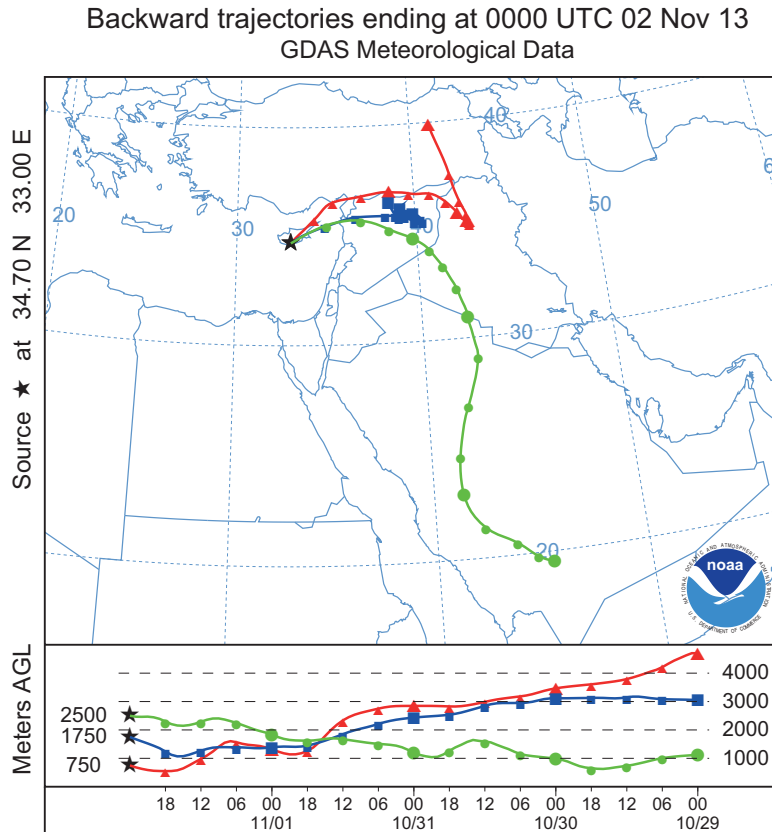 Backward trajectories ending at 0000 UTC 02 Nov 13
GDAS Meteorological Data
Source ★ at 34.70 N 33.00 E
40
20
30
50
30
20
NATIONAL OCEANIC AND ATMOSPHERIC ADMINISTRATION
noaa
U.S. DEPARTMENT OF COMMERCE
Meters AGL
4000
3000
2500
2000
1750
1000
750
18 12 06 00 18 12 06 00 18 12 06 00 18 12 06 00
11/01 10/31 10/30 10/29